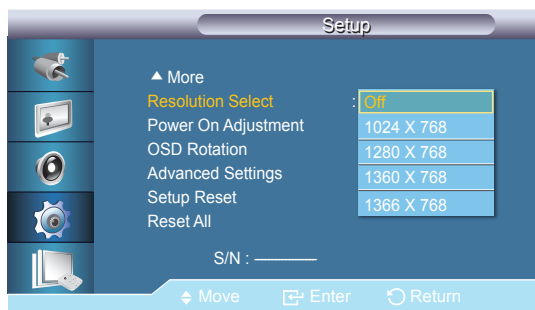 Setup
▲ More
Resolution Select : Off
Power On Adjustment 1024 X 768
OSD Rotation 1280 X 768
Advanced Settings 1360 X 768
Setup Reset 1366 X 768
Reset All
S/N : ————
Move Enter Return